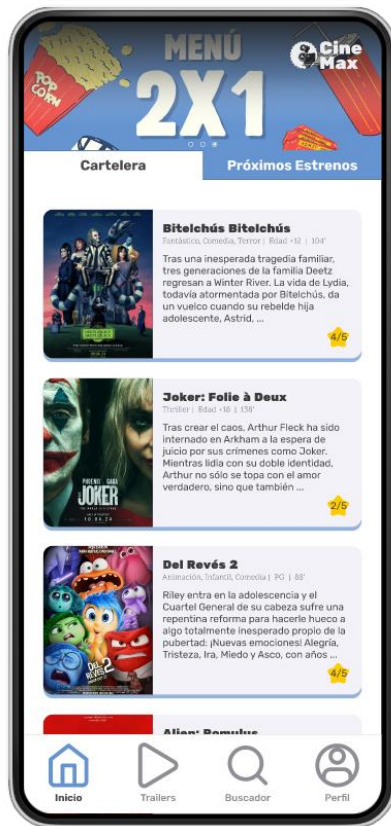 MENÚ
2X1
Cine
Max
POP
CORN
Cartelera
Próximos Estrenos
Bitelchús Bitelchús
Fantástico, Comedia, Terror | Edad +12 | 104'
Tras una inesperada tragedia familiar,
tres generaciones de la familia Deetz
regresan a Winter River. La vida de Lydia,
todavía atormentada por Bitelchús, da
un vuelco cuando su rebelde hija
adolescente, Astrid, ...
4/5
Joker: Folie à Deux
Thriller | Edad +16 | 138'
Tras crear el caos, Arthur Fleck ha sido
internado en Arkham a la espera de
juicio por sus crímenes como Joker.
Mientras lidia con su doble identidad,
Arthur no sólo se topa con el amor
verdadero, sino que también ...
2/5
PHOENIX GAGA
JOKER
10.04.24
Del Revés 2
Animación, Infantil, Comedia | PG | 88'
Riley entra en la adolescencia y el
Cuartel General de su cabeza sufre una
repentina reforma para hacerle hueco a
algo totalmente inesperado propio de la
pubertad: ¡Nuevas emociones! Alegría,
Tristeza, Ira, Miedo y Asco, con años ...
4/5
DEL
REVÉS 2
Alien: Romulus
Inicio
Trailers
Buscador
Perfil